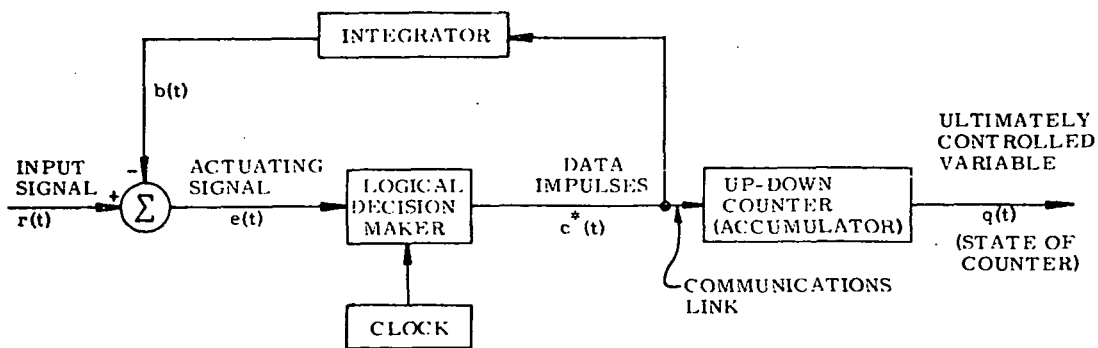 INTEGRATOR
b(t)
INPUT
SIGNAL
r(t)
-
+
Σ
ACTUATING
SIGNAL
e(t)
LOGICAL
DECISION
MAKER
CLOCK
DATA
IMPULSES
c*(t)
COMMUNICATIONS
LINK
UP-DOWN
COUNTER
(ACCUMULATOR)
ULTIMATELY
CONTROLLED
VARIABLE
q(t)
(STATE OF
COUNTER)